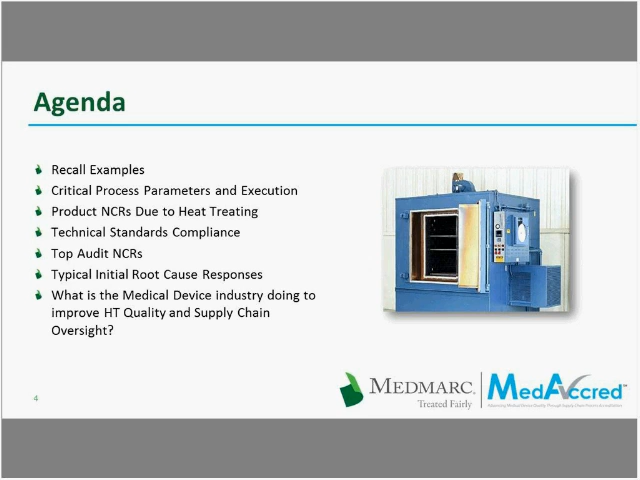 Agenda
Recall Examples
Critical Process Parameters and Execution
Product NCRs Due to Heat Treating
Technical Standards Compliance
Top Audit NCRs
Typical Initial Root Cause Responses
What is the Medical Device industry doing to
improve HT Quality and Supply Chain
Oversight?
4
MEDMARC
Treated Fairly
MedAccred™